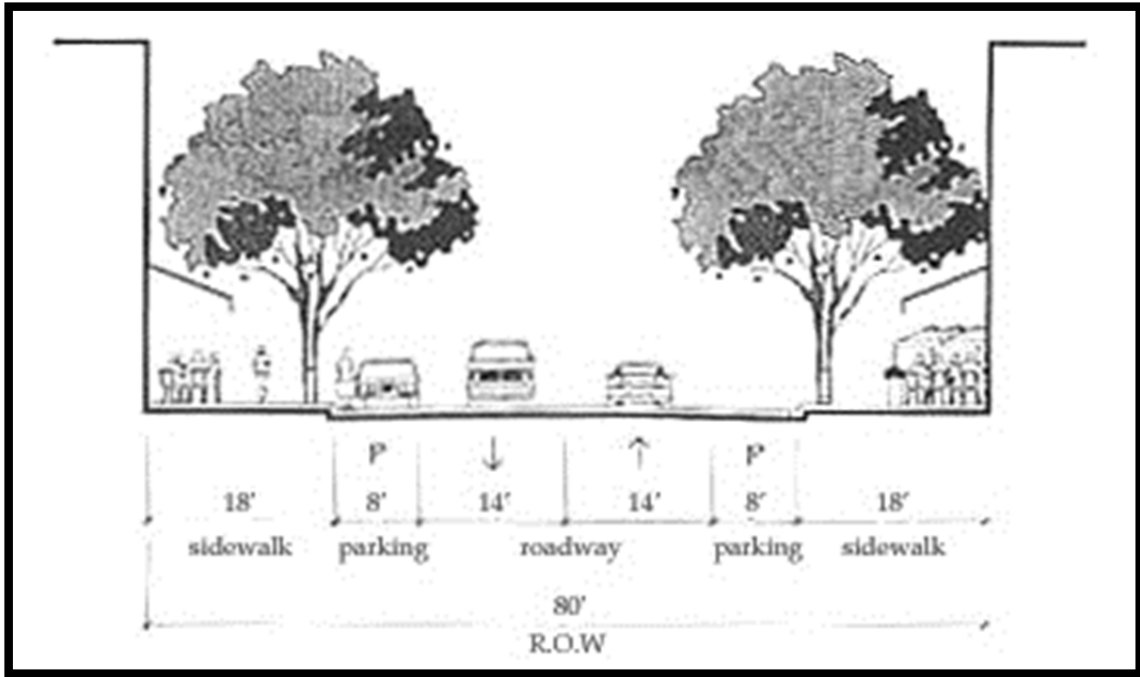 P ↓ ↑ P
18' 8' 14' 14' 8' 18'
sidewalk parking roadway parking sidewalk
80'
R.O.W